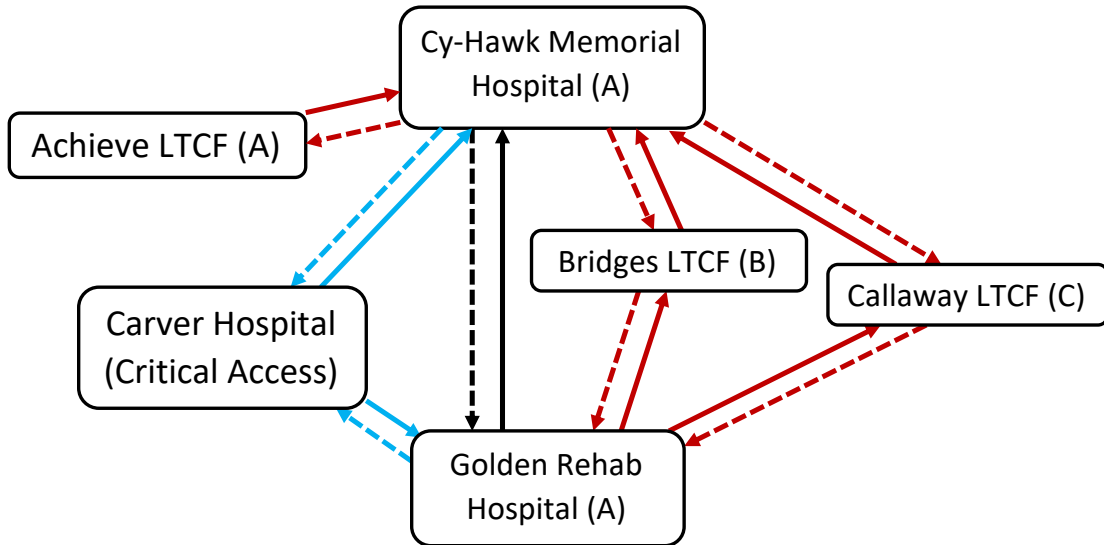 Cy-Hawk Memorial
Hospital (A)
Achieve LTCF (A)
Bridges LTCF (B)
Callaway LTCF (C)
Carver Hospital
(Critical Access)
Golden Rehab
Hospital (A)